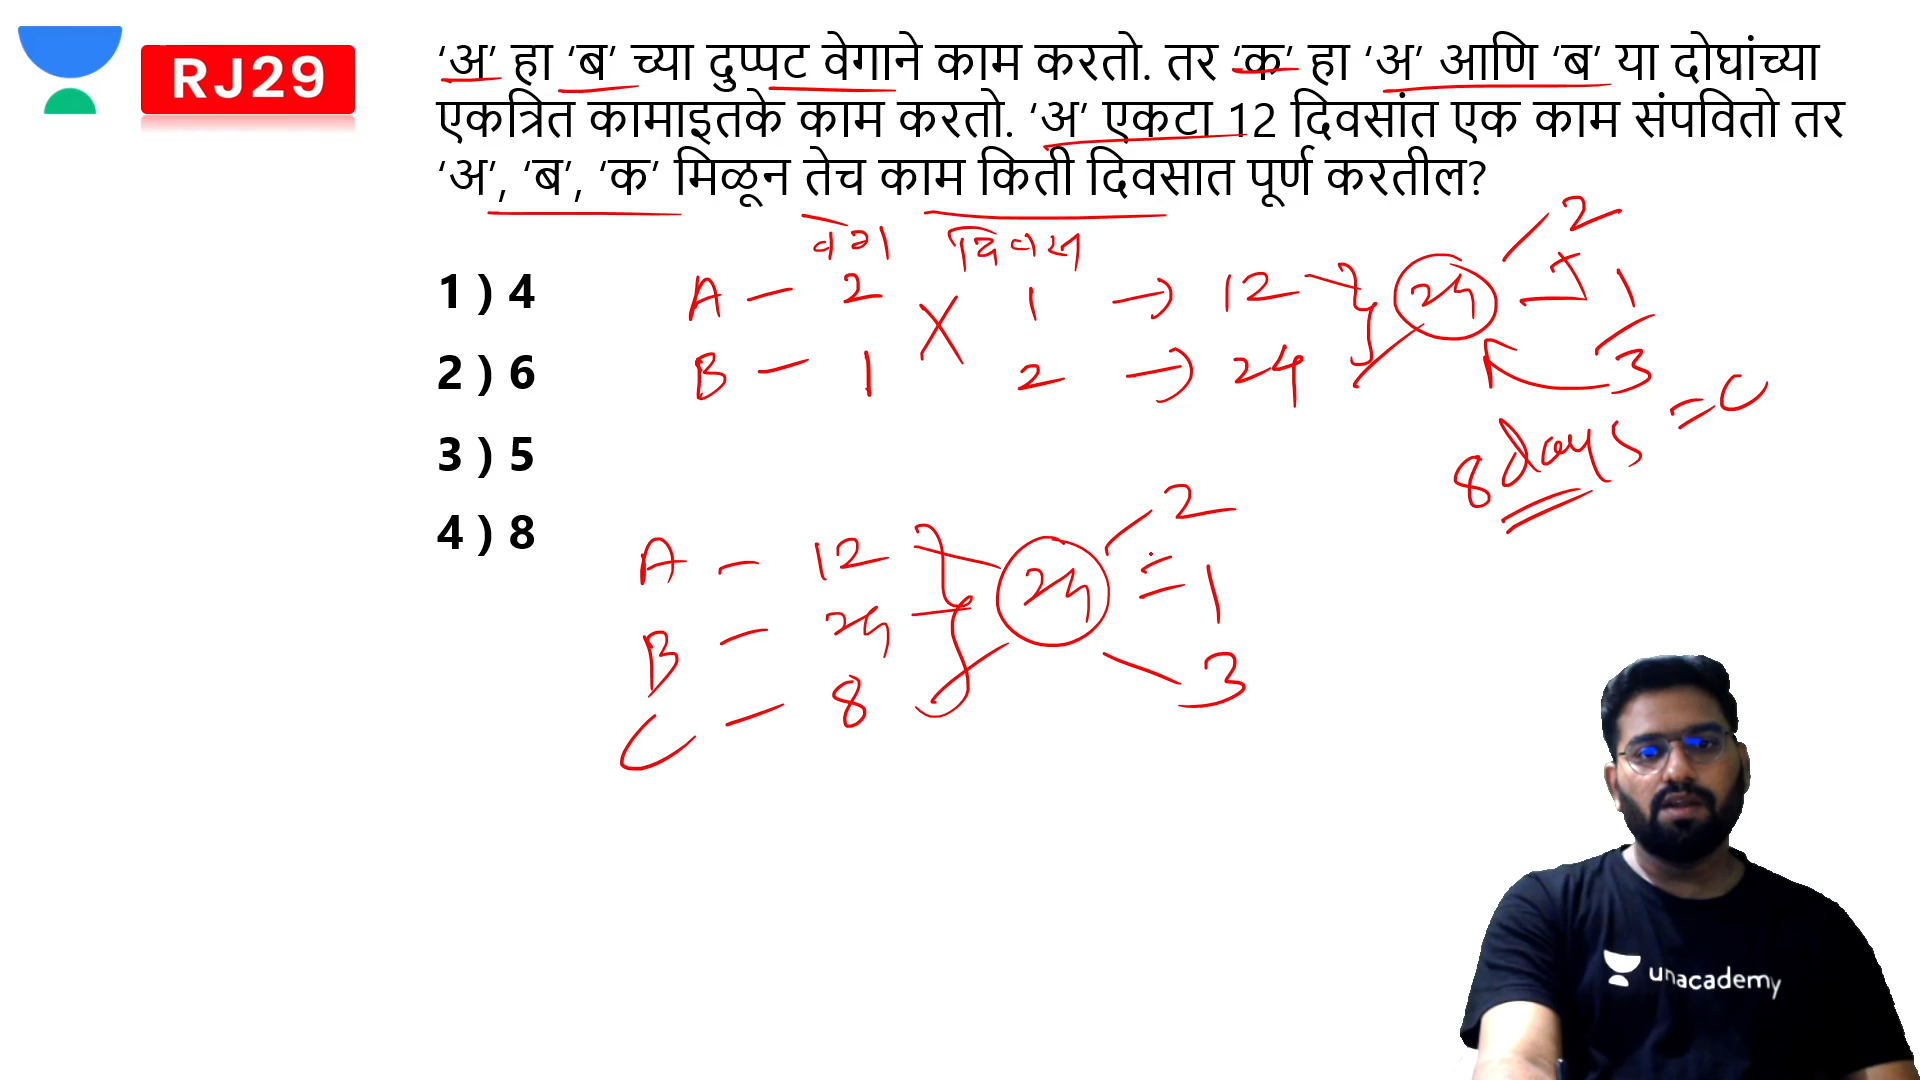 RJ29
‘अ’ हा ‘ब’ च्या दुप्पट वेगाने काम करतो. तर ‘क’ हा ‘अ’ आणि ‘ब’ या दोघांच्या
एकत्रित कामाइतके काम करतो. ‘अ’ एकटा 12 दिवसांत एक काम संपवितो तर
‘अ’, ‘ब’, ‘क’ मिळून तेच काम किती दिवसात पूर्ण करतील?
1 ) 4
2 ) 6
3 ) 5
4 ) 8
वेग दिवस
A – 2 × 1 → 12
B – 1 2 → 24
24
2
1
3
8 days = C
A – 12
B – 24
C – 8
24
2
= 1
3
unacademy